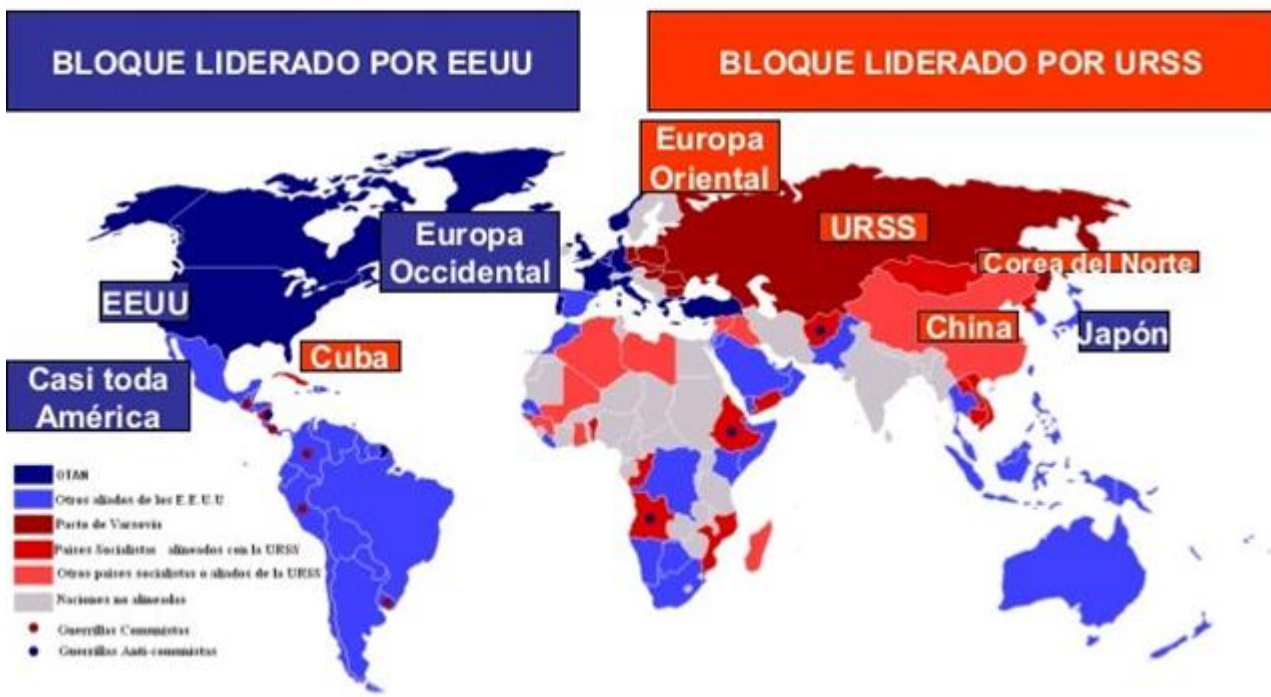 BLOQUE LIDERADO POR EEUU
BLOQUE LIDERADO POR URSS
Europa
Oriental
URSS
Europa
Occidental
Corea del Norte
EEUU
China
Japón
Cuba
Casi toda
América
OTAN
Otros aliados de los E.E.U.U
Pacto de Varsovia
Países Socialistas alineados con la URSS
Otros países socialistas o aliados de la URSS
Naciones no alineadas
Guerrillas Comunistas
Guerrillas Anti-comunistas